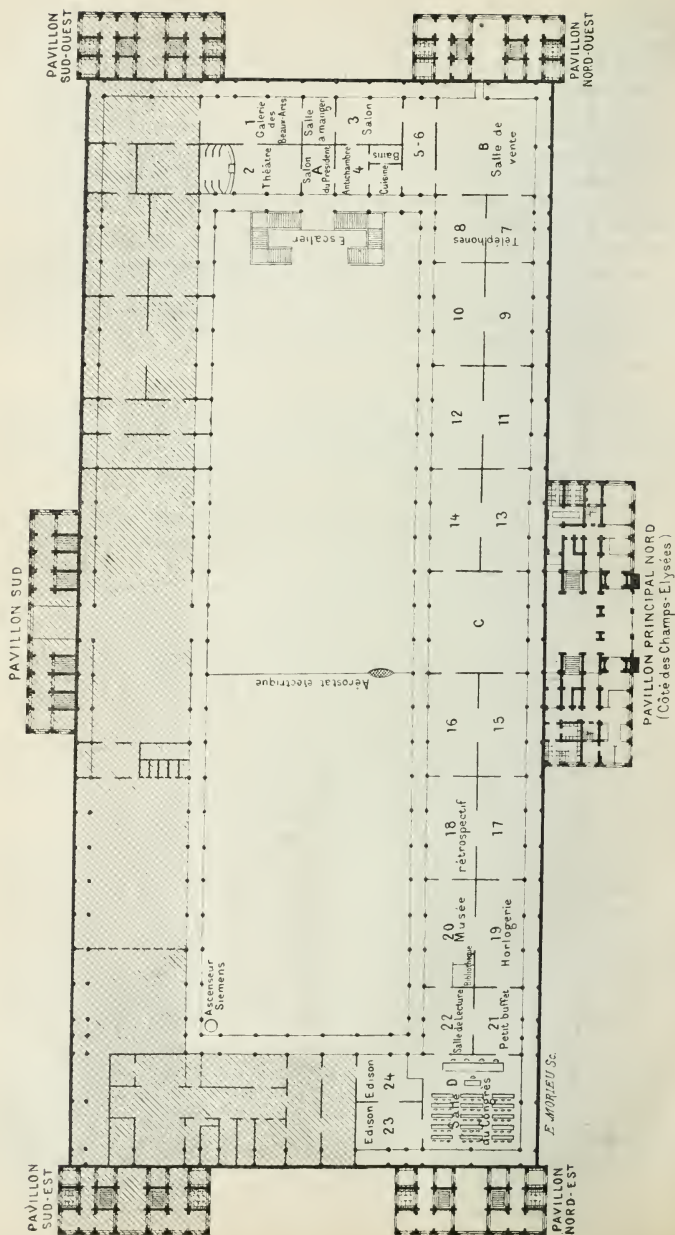 PAVILLON
SUD-OUEST
PAVILLON
NORD-OUEST
1
Galerie
des
Beaux-Arts
Salle
a manger
3
Salon
2
Théâtre
Salon
A
du Président
Antichambre
4
Bains
Cuisine
5-6
B
Salle de
vente
Escalier
8
Téléphones
7
10
9
12
11
14
13
PAVILLON SUD
C
PAVILLON PRINCIPAL NORD
(Côté des Champs-Elysées)
Aérostat électrique
16
15
18
rétrospectif
17
20
Musée
19
Horlogerie
Bibliothèque
Ascenseur
Siemens
22
Salle de Lecture
21
Petit buffet
Edison
24
Edison
23
Salle D
du Congrès
E. MORIEU Sc.
PAVILLON
SUD-EST
PAVILLON
NORD-EST